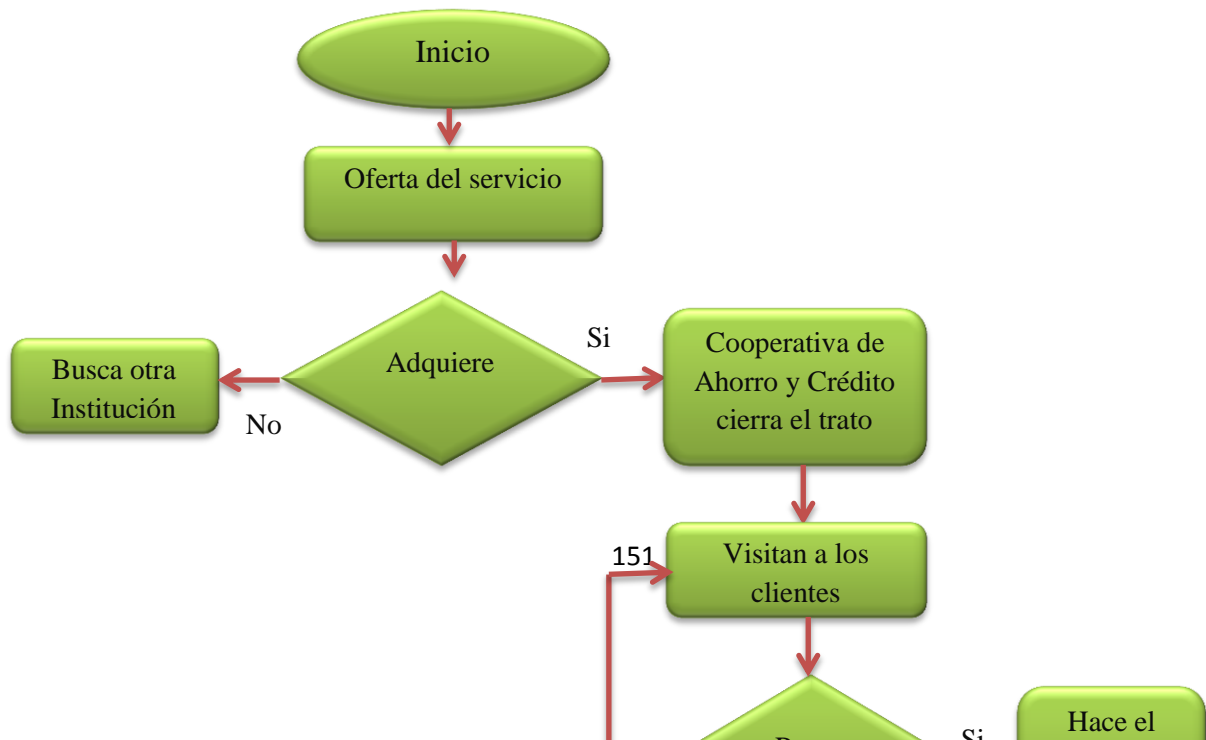 Inicio
Oferta del servicio
Adquiere
Si
Cooperativa de
Ahorro y Crédito
cierra el trato
Busca otra
Institución
No
151
Visitan a los
clientes
Si
Hace el